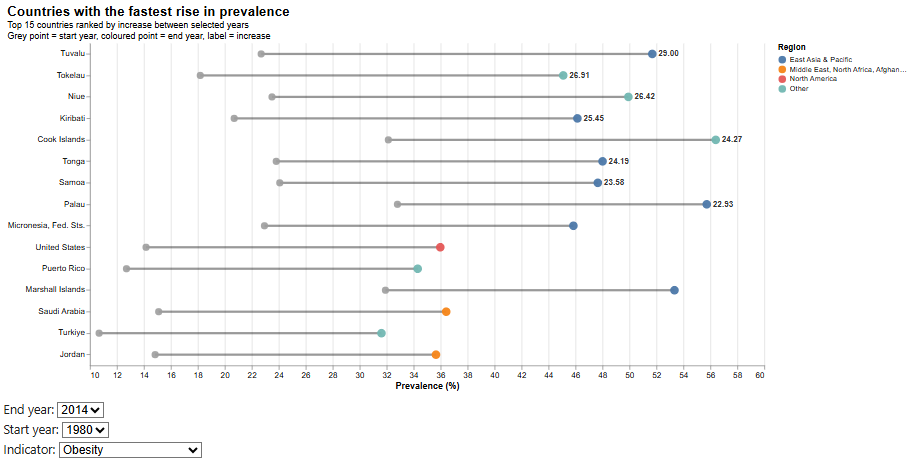 Countries with the fastest rise in prevalence
Top 15 countries ranked by increase between selected years
Grey point = start year, coloured point = end year, label = increase
Tuvalu 29.00
Tokelau 26.91
Niue 26.42
Kiribati 25.45
Cook Islands 24.27
Tonga 24.19
Samoa 23.58
Palau 22.93
Micronesia, Fed. Sts.
United States
Puerto Rico
Marshall Islands
Saudi Arabia
Turkiye
Jordan
10 12 14 16 18 20 22 24 26 28 30 32 34 36 38 40 42 44 46 48 50 52 54 56 58 60
Prevalence (%)
Region
East Asia & Pacific
Middle East, North Africa, Afghan…
North America
Other
End year: 2014
Start year: 1980
Indicator: Obesity